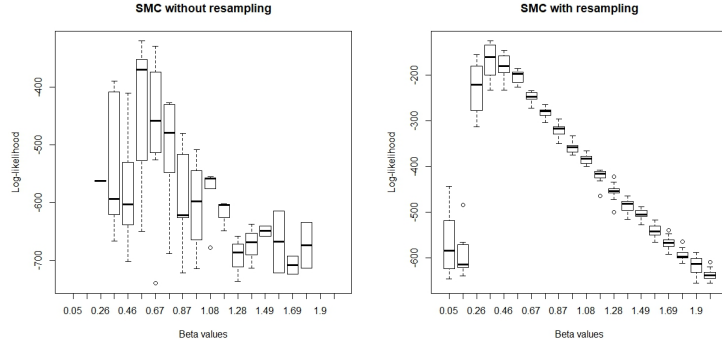 SMC without resampling
SMC with resampling
Log-likelihood
-400
-500
-600
-700
0.05 0.26 0.46 0.67 0.87 1.08 1.28 1.49 1.69 1.9
Beta values
Log-likelihood
-200
-300
-400
-500
-600
0.05 0.26 0.46 0.67 0.87 1.08 1.28 1.49 1.69 1.9
Beta values